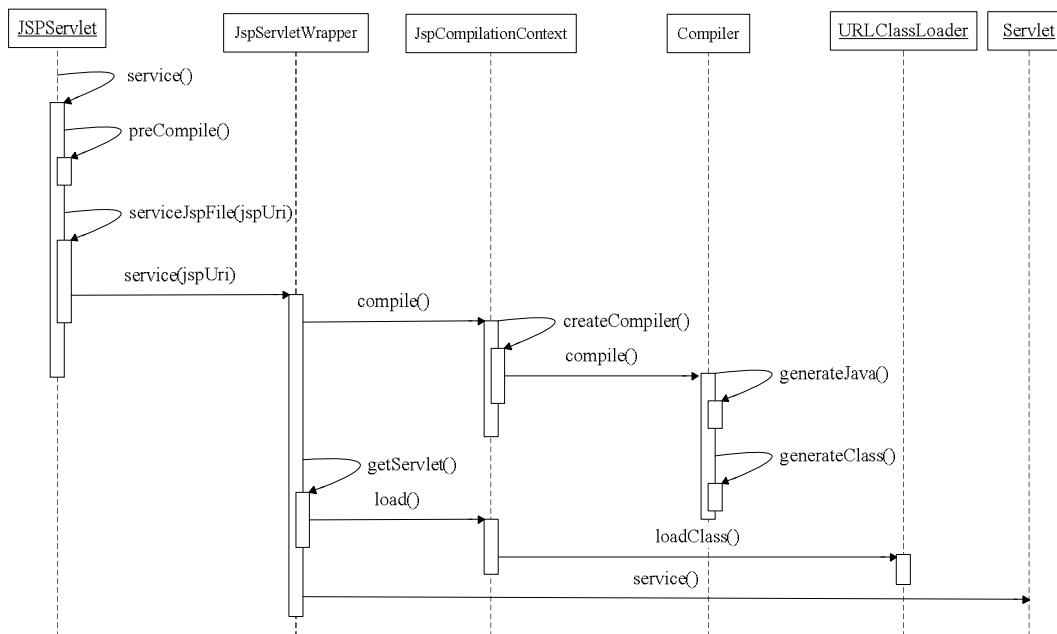 JSPServlet
JspServletWrapper
JspCompilationContext
Compiler
URLClassLoader
Servlet
service()
preCompile()
serviceJspFile(jspUri)
service(jspUri)
compile()
createCompiler()
compile()
generateJava()
getServlet()
generateClass()
load()
loadClass()
service()